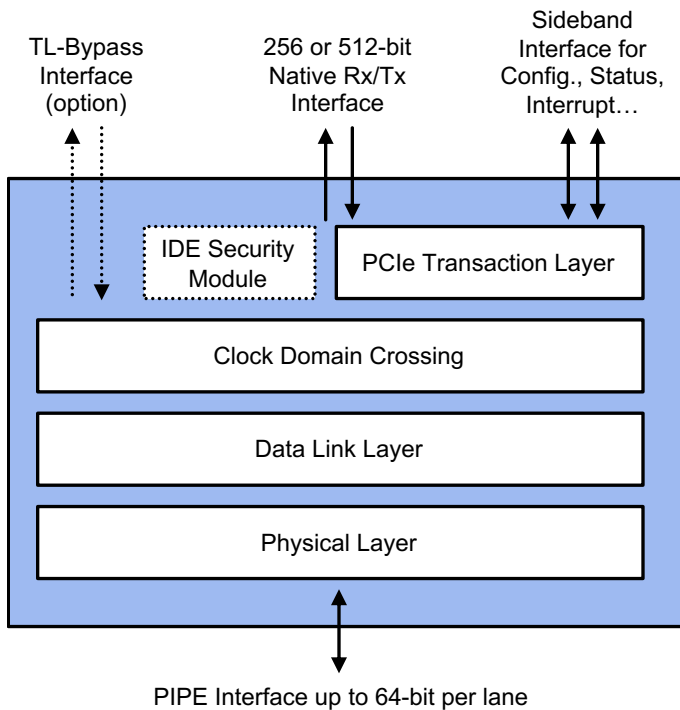 TL-Bypass
Interface
(option)
256 or 512-bit
Native Rx/Tx
Interface
Sideband
Interface for
Config., Status,
Interrupt…
IDE Security
Module
PCIe Transaction Layer
Clock Domain Crossing
Data Link Layer
Physical Layer
PIPE Interface up to 64-bit per lane